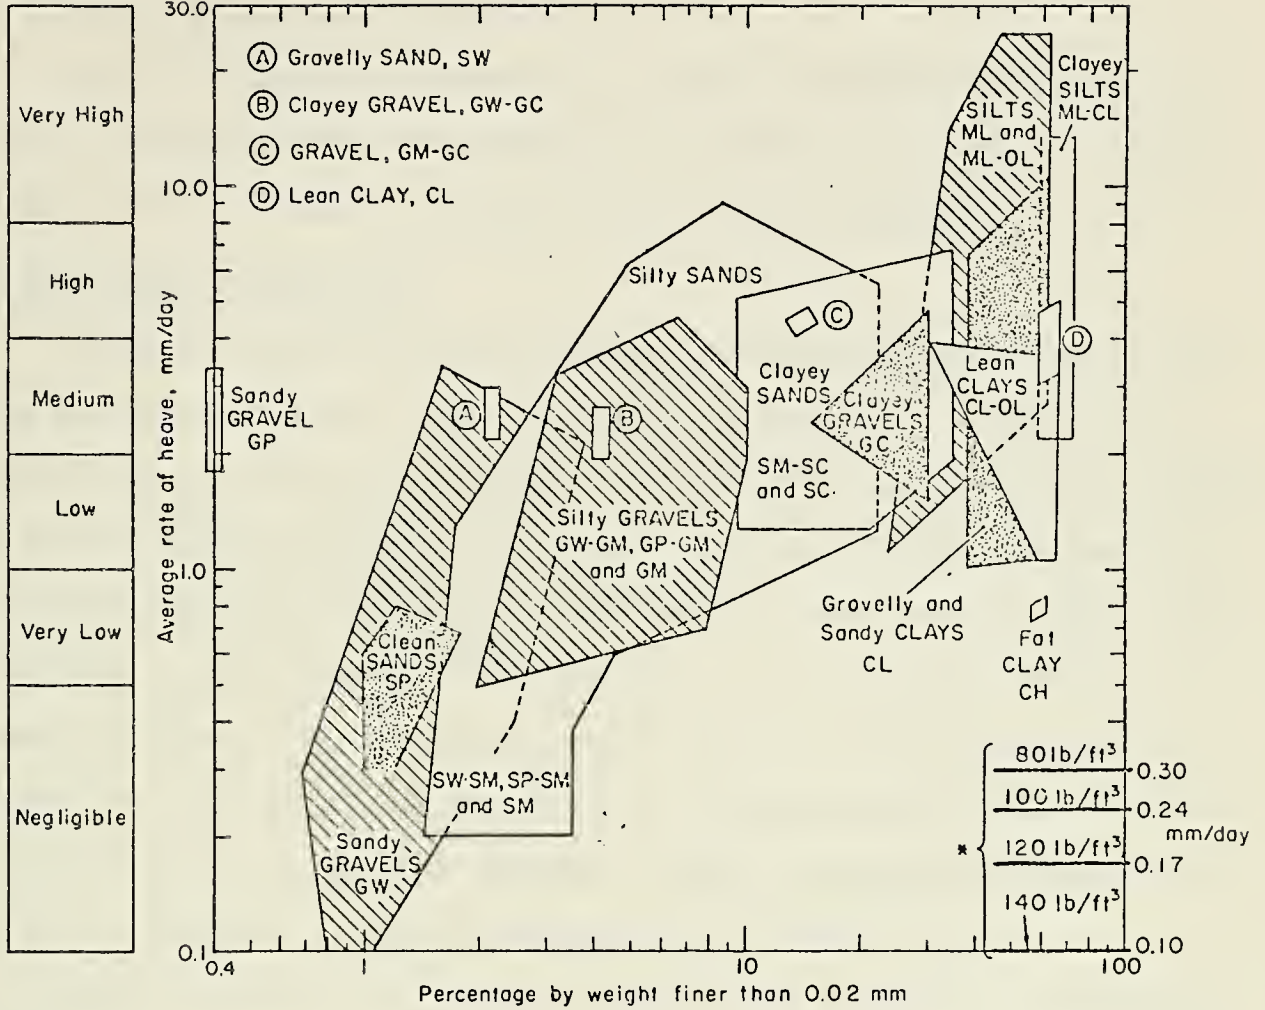 30.0
20.0
10.0
1.0
0.1
Very High
High
Medium
Low
Very Low
Negligible
Average rate of heave, mm/day
Ⓐ Gravelly SAND, SW
Ⓑ Clayey GRAVEL, GW-GC
Ⓒ GRAVEL, GM-GC
Ⓓ Lean CLAY, CL
Clayey
SILTS
ML-CL
SILTS
ML and
ML-OL
Silty SANDS
C
D
Sandy
GRAVEL
GP
A
B
Clayey
SANDS
SM-SC
and SC
Clayey
GRAVELS
GC
Lean
CLAYS
CL-OL
Silty GRAVELS
GW-GM, GP-GM
and GM
Clean
SANDS
SP
Gravelly and
Sandy CLAYS
CL
Fat
CLAY
CH
SW-SM, SP-SM
and SM
Sandy
GRAVELS
GW
*
80 lb/ft³
0.30
100 lb/ft³
0.24
mm/day
120 lb/ft³
0.17
140 lb/ft³
0.10
0.4
1
10
100
Percentage by weight finer than 0.02 mm